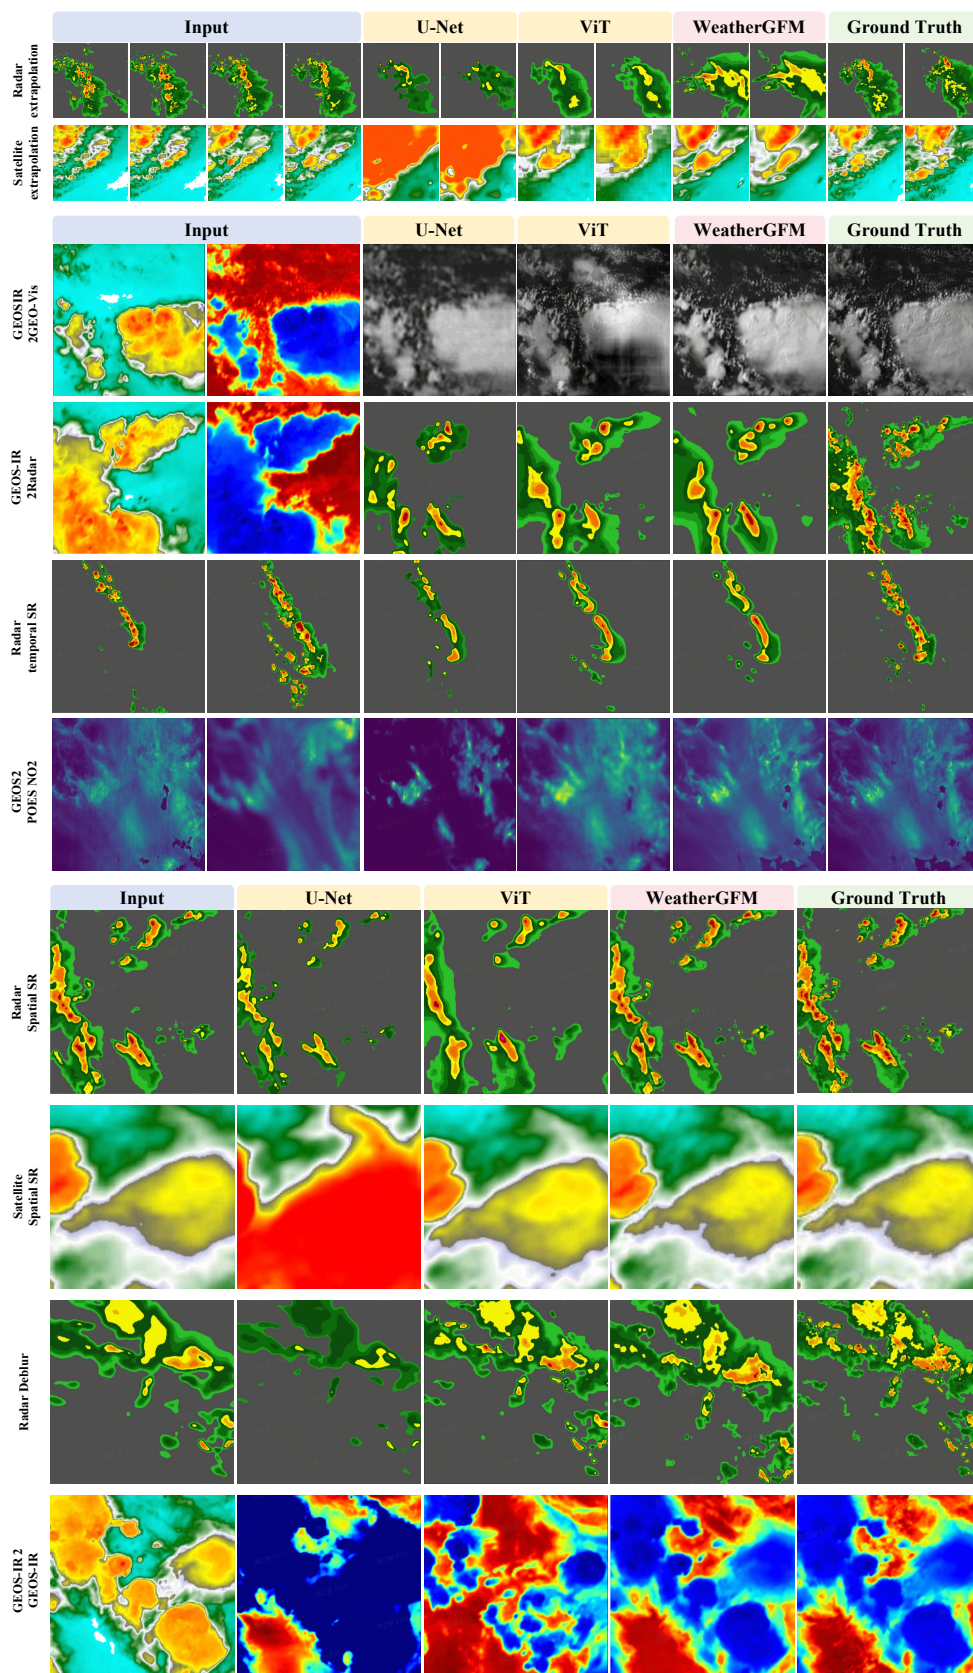 Input U-Net ViT WeatherGFM Ground Truth
Radar
extrapolation
Satellite
extrapolation
Input U-Net ViT WeatherGFM Ground Truth
GEOSIR
2GEO-Vis
GEOS-IR
2Radar
Radar
temporal SR
GEOS2
POES NO2
Input U-Net ViT WeatherGFM Ground Truth
Radar
Spatial SR
Satellite
Spatial SR
Radar Deblur
GEOS-IR 2
GEOS-IR